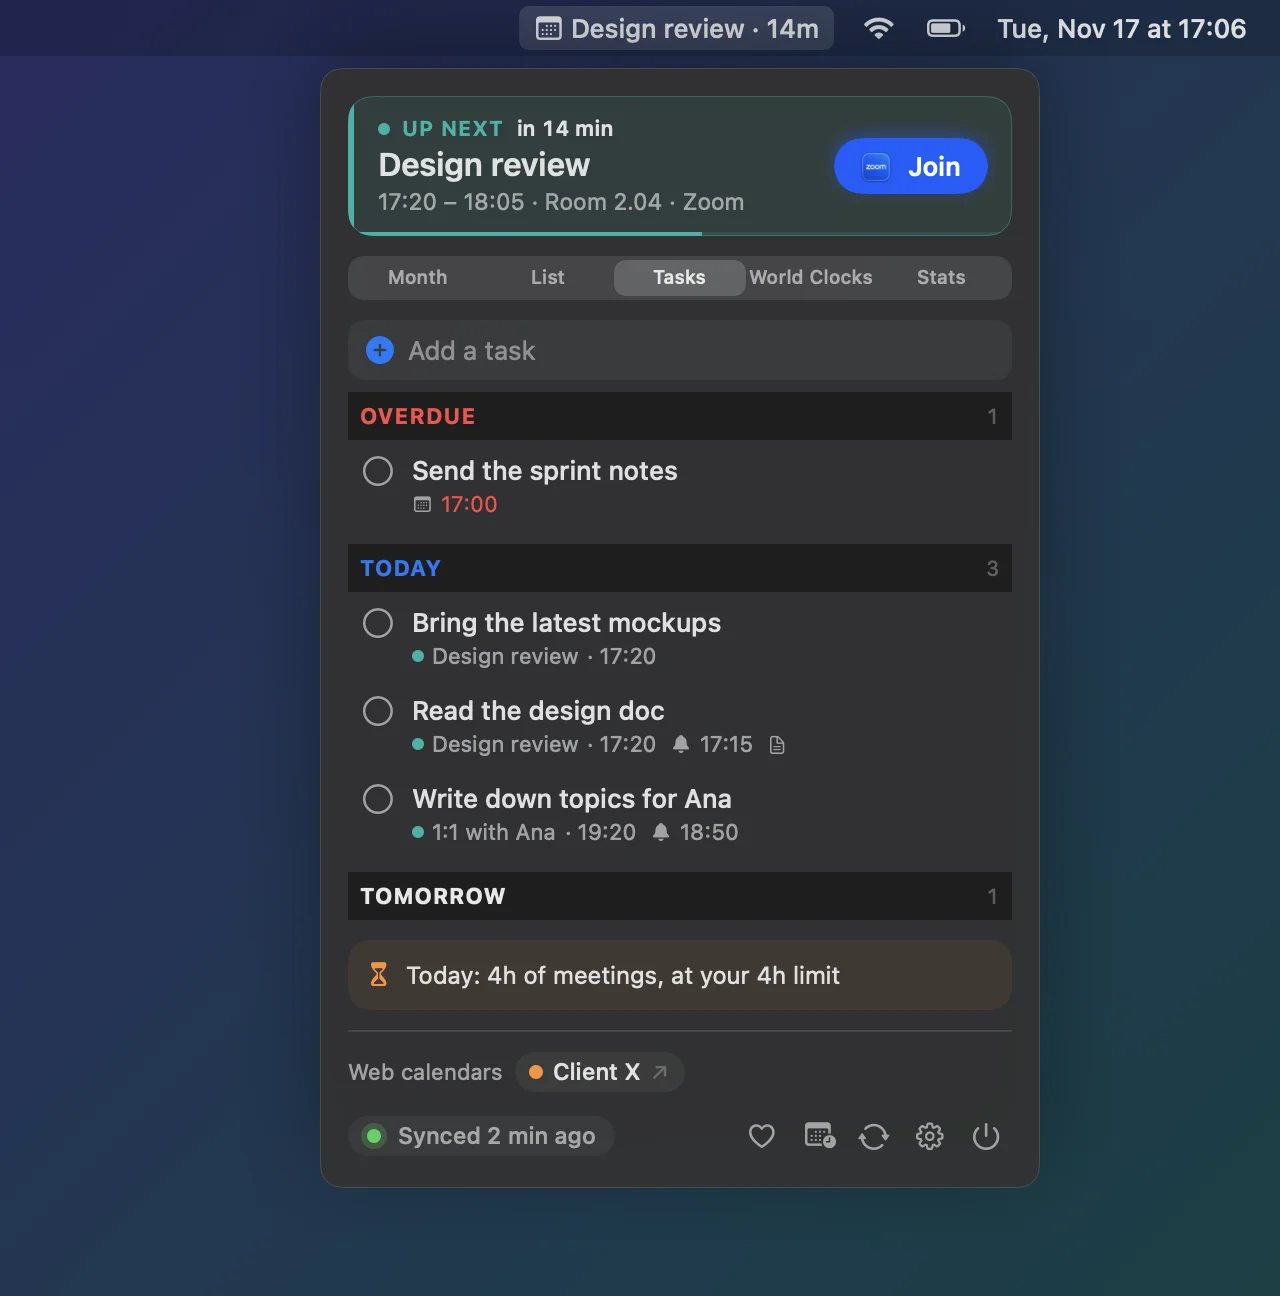 Design review · 14m
Tue, Nov 17 at 17:06
UP NEXT in 14 min
Design review
17:20 – 18:05 · Room 2.04 · Zoom
zoom
Join
Month List Tasks World Clocks Stats
Add a task
OVERDUE 1
Send the sprint notes
17:00
TODAY 3
Bring the latest mockups
Design review · 17:20
Read the design doc
Design review · 17:20 17:15
Write down topics for Ana
1:1 with Ana · 19:20 18:50
TOMORROW 1
Today: 4h of meetings, at your 4h limit
Web calendars Client X
Synced 2 min ago